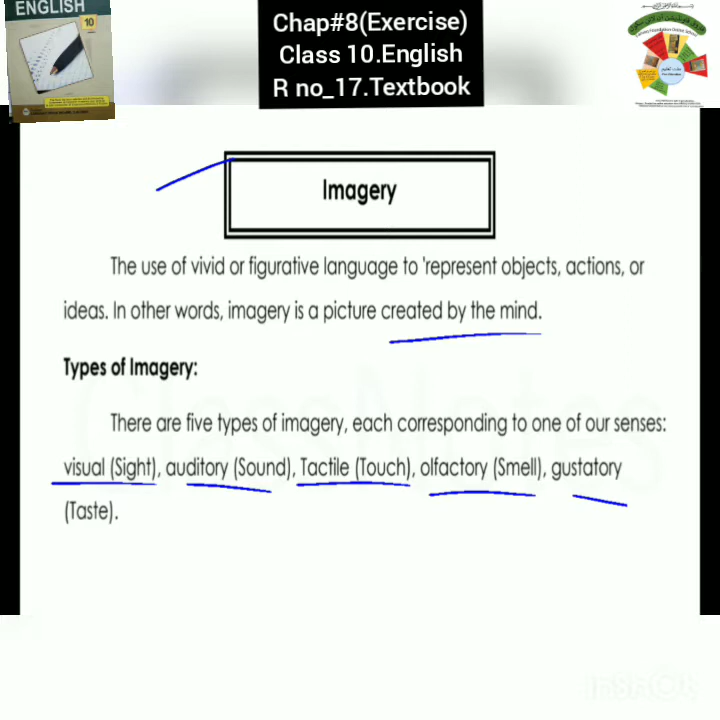 ENGLISH
10
Chap#8(Exercise)
Class 10.English
R no_17.Textbook
Imagery
The use of vivid or figurative language to 'represent objects, actions, or
ideas. In other words, imagery is a picture created by the mind.
Types of Imagery:
There are five types of imagery, each corresponding to one of our senses:
visual (Sight), auditory (Sound), Tactile (Touch), olfactory (Smell), gustatory
(Taste).
ClassNotes